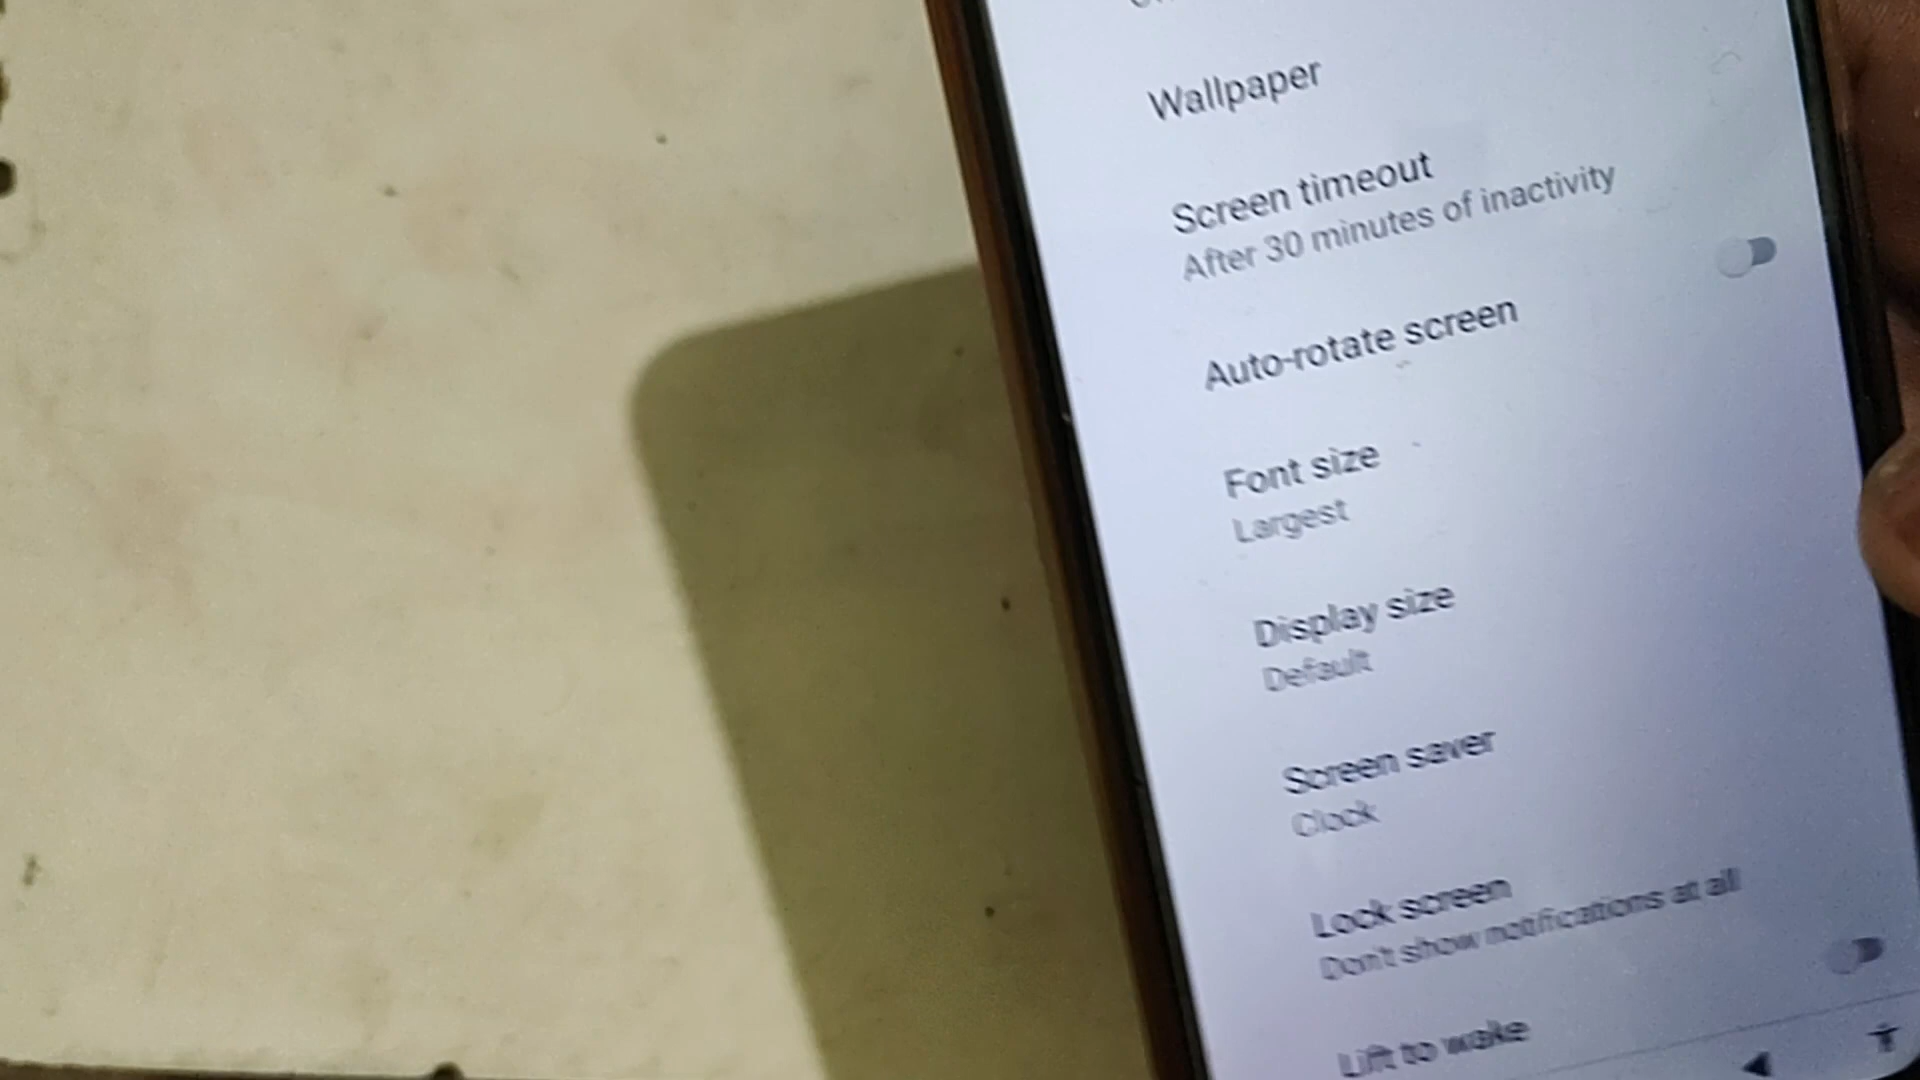 Wallpaper
Screen timeout
After 30 minutes of inactivity
Auto-rotate screen
Font size
Largest
Display size
Default
Screen saver
Clock
Lock screen
Don't show notifications at all
Lift to wake